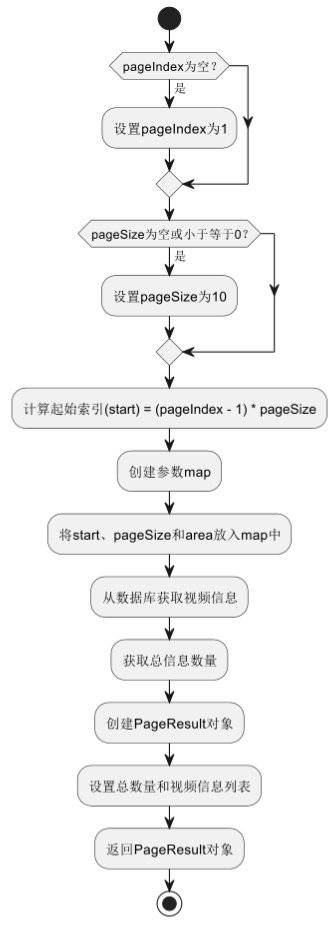 pageIndex为空?
是
设置pageIndex为1
pageSize为空或小于等于0?
是
设置pageSize为10
计算起始索引(start) = (pageIndex - 1) * pageSize
创建参数map
将start、pageSize和area放入map中
从数据库获取视频信息
获取总信息数量
创建PageResult对象
设置总数量和视频信息列表
返回PageResult对象